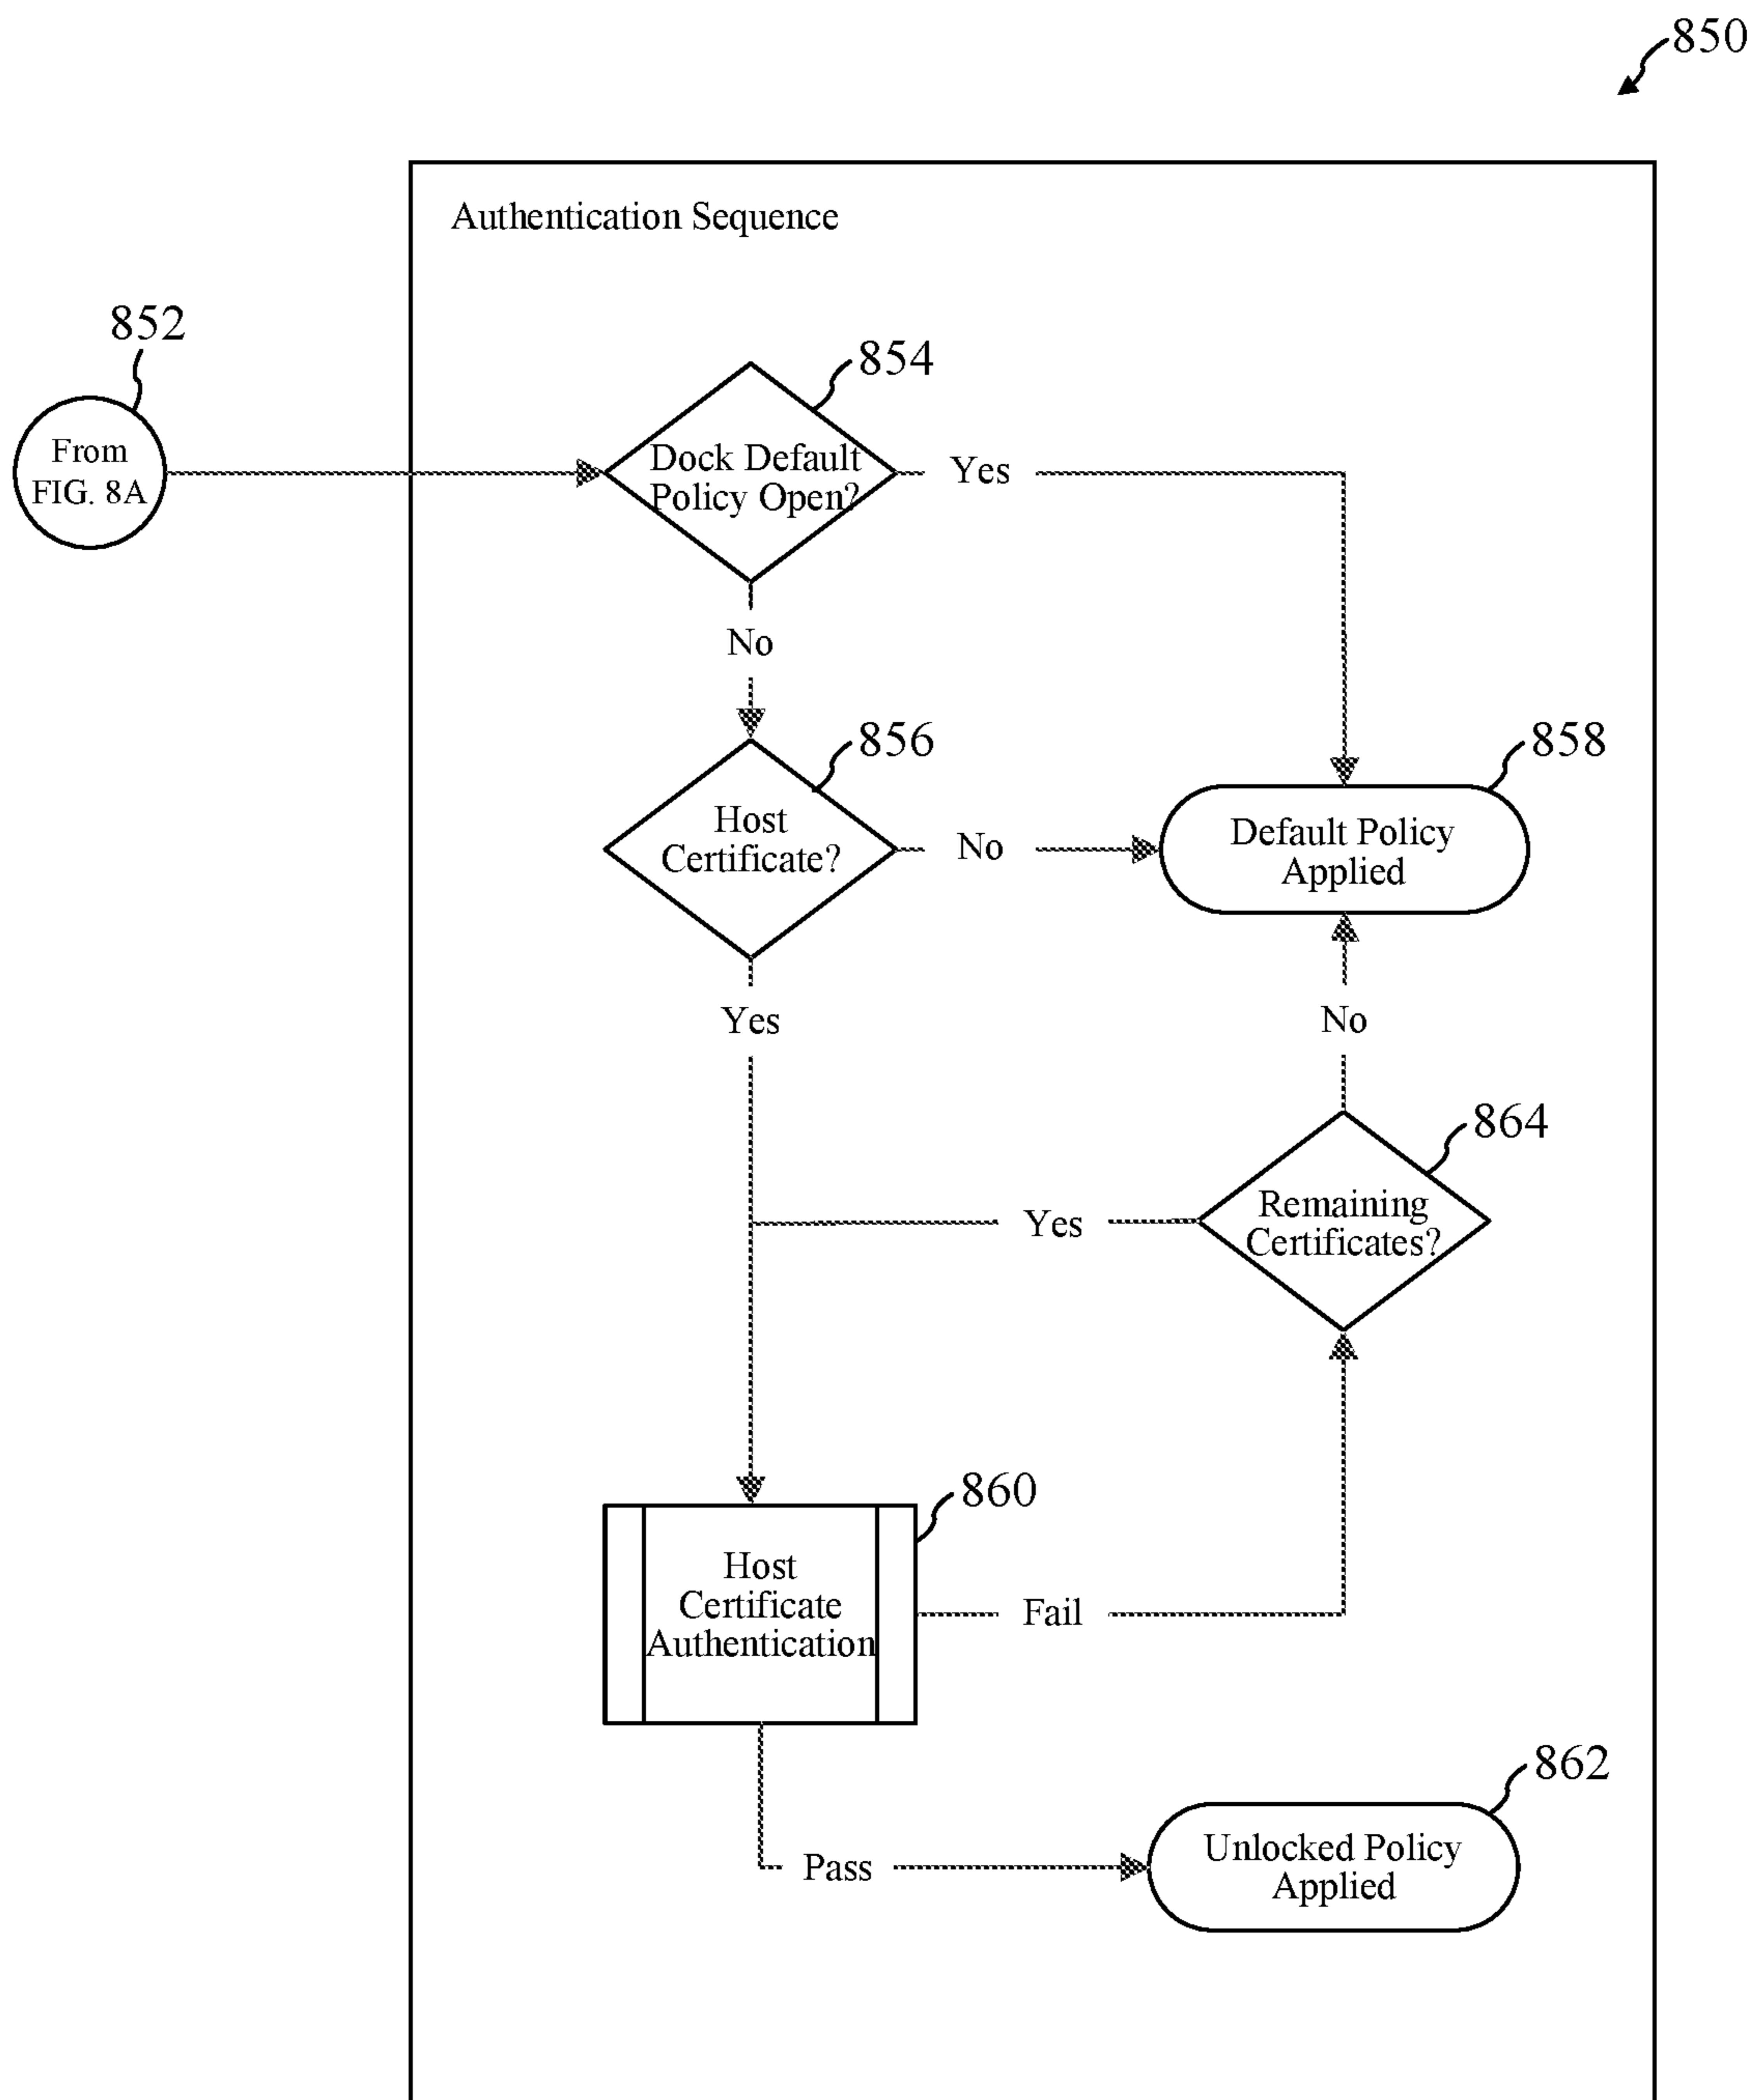 850
Authentication Sequence
852
854
From
FIG. 8A
Dock Default
Policy Open?
Yes
No
856
858
Host
Certificate?
No
Default Policy
Applied
Yes
No
864
Remaining
Certificates?
Yes
860
Host
Certificate
Authentication
Fail
862
Unlocked Policy
Applied
Pass